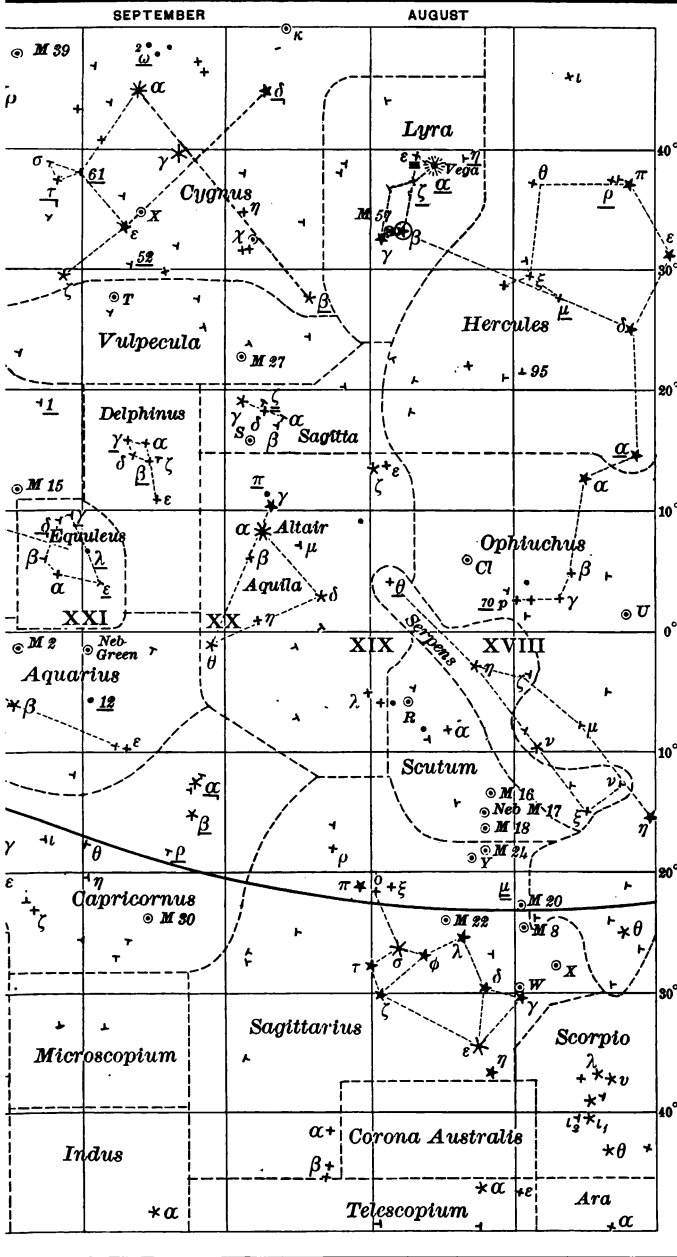 SEPTEMBER AUGUST
M 39
2
ω
κ
α
δ
ι
ρ
Lyra
40°
γ
ε
Vega
η
α
ζ
θ
π
ρ
σ
61
τ
Cygnus
M 57
X
η
γ
β
ε
ε
χ
52
30°
ζ
ξ
T
β
μ
Hercules
δ
Vulpecula
M 27
95
20°
1
Delphinus
γ
ζ
α
S
δ
β
Sagitta
γ
α
δ
β
ζ
α
ε
ζ
ε
α
M 15
π
γ
10°
δ
γ
Equuleus
α
Altair
Ophiuchus
β
λ
β
μ
Cl
β
α
ε
Aquila
θ
δ
70 p
γ
U
XXI
XX
η
0°
M 2
Neb-
Green
θ
XIX
Serpens
XVIII
η
ζ
Aquarius
12
λ
R
β
α
μ
ε
ν
10°
Scutum
α
M 16
ν
Neb M 17
ξ
β
M 18
η
γ
ι
θ
ρ
ρ
M 24
Y
20°
ε
η
π
ο
ξ
μ
M 20
Capricornus
M 30
M 22
M 8
θ
λ
τ
σ
φ
X
δ
W
ζ
γ
30°
Sagittarius
Scorpio
Microscopium
ε
η
λ
υ
40°
α
ι2
ι1
Corona Australis
Indus
β
θ
α
ε
Ara
α
Telescopium
α